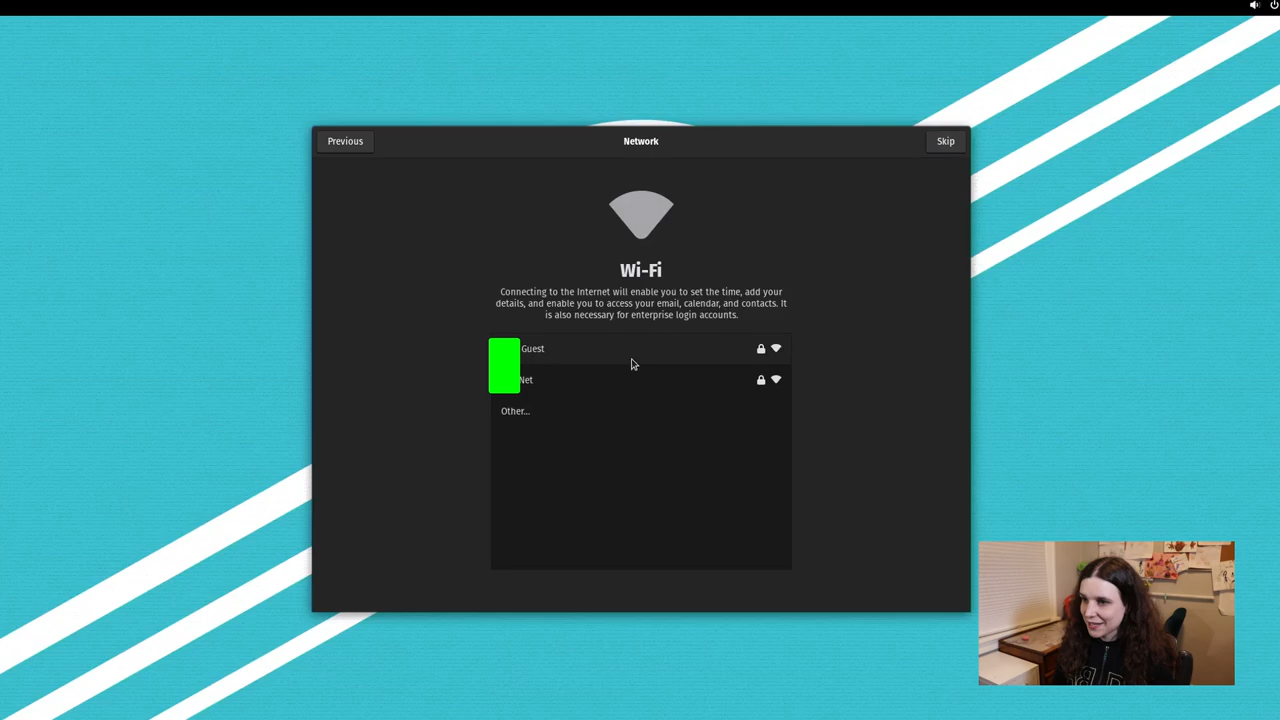 Previous
Network
Skip
Wi-Fi
Connecting to the Internet will enable you to set the time, add your
details, and enable you to access your email, calendar, and contacts. It
is also necessary for enterprise login accounts.
Guest
Net
Other...